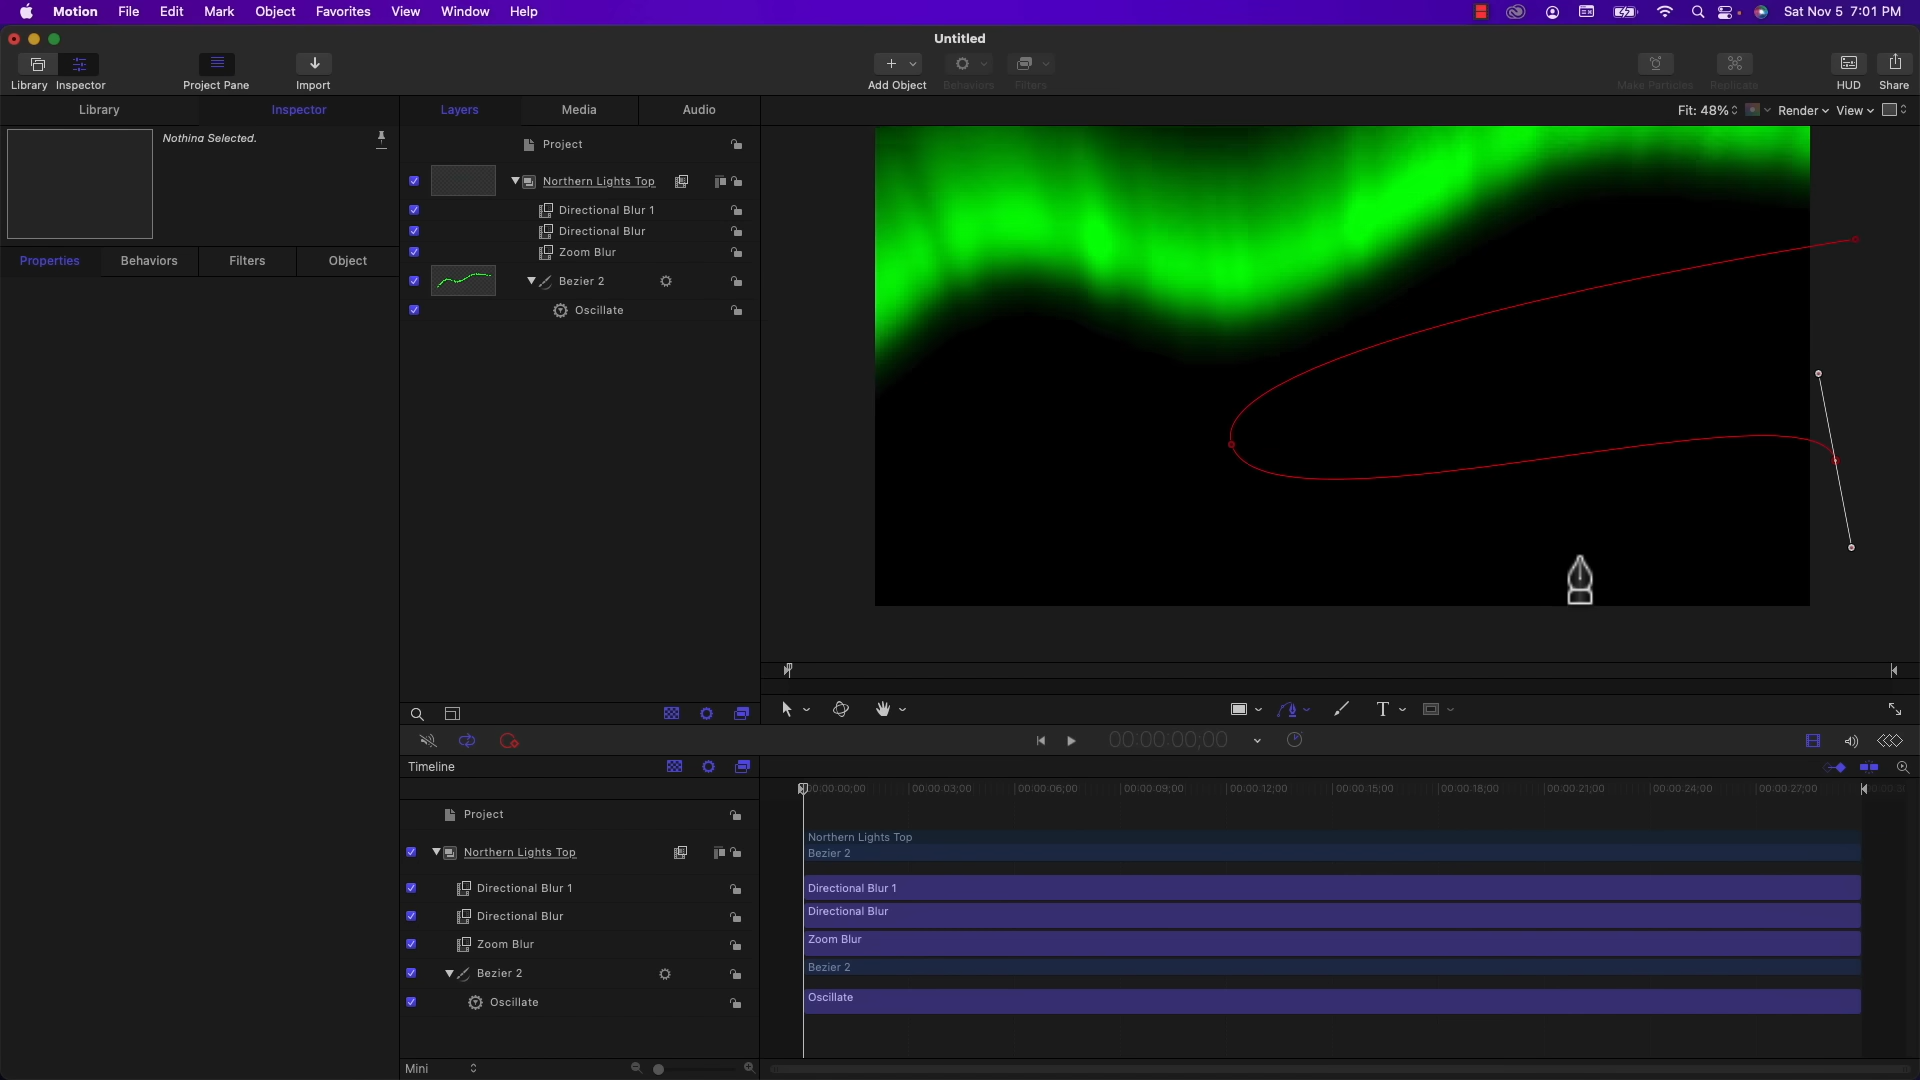 Motion File Edit Mark Object Favorites View Window Help Sat Nov 5 7:01 PM
Untitled
Library Inspector Project Pane Import Add Object Behaviors Filters Make Particles Replicate HUD Share
Library Inspector Layers Media Audio Fit: 48% Render View
Nothing Selected.
Project
Northern Lights Top
Directional Blur 1
Directional Blur
Zoom Blur
Properties Behaviors Filters Object
Bezier 2
Oscillate
T
00:00:00;00
Timeline
00:00:00;00 00:00:03;00 00:00:06;00 00:00:09;00 00:00:12;00 00:00:15;00 00:00:18;00 00:00:21;00 00:00:24;00 00:00:27;00
Project
Northern Lights Top
Northern Lights Top
Bezier 2
Directional Blur 1 Directional Blur 1
Directional Blur Directional Blur
Zoom Blur Zoom Blur
Bezier 2 Bezier 2
Oscillate Oscillate
Mini